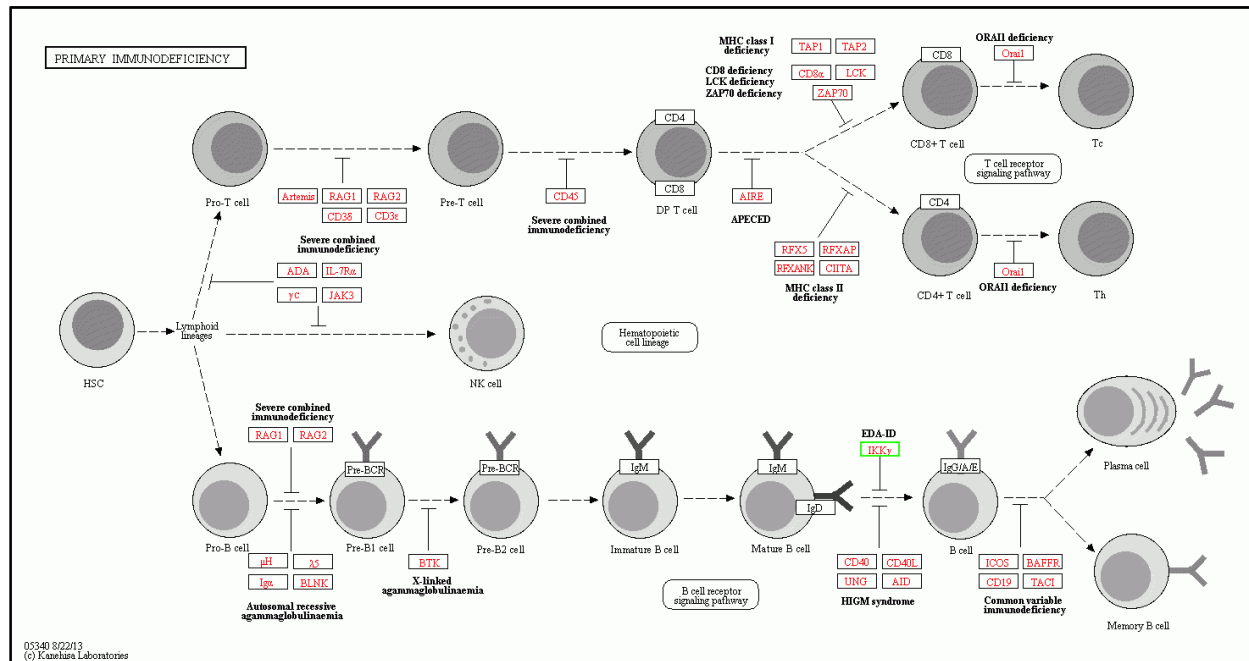 PRIMARY IMMUNODEFICIENCY
MHC class I
deficiency
TAP1
TAP2
CD8 deficiency
LCK deficiency
ZAP70 deficiency
CD8α
LCK
ZAP70
CD8
CD8+ T cell
ORAI1 deficiency
Orai1
Tc
T cell receptor
signaling pathway
Pro-T cell
Artemis
RAG1
RAG2
CD3δ
CD3ε
Severe combined
immunodeficiency
Pre-T cell
CD45
Severe combined
immunodeficiency
CD4
CD8
DP T cell
AIRE
APECED
RFX5
RFXAP
RFXANK
CIITA
MHC class II
deficiency
CD4
CD4+ T cell
Orai1
ORAI1 deficiency
Th
ADA
IL-7Rα
γc
JAK3
HSC
Lymphoid
lineages
NK cell
Hematopoietic
cell lineage
Severe combined
immunodeficiency
RAG1
RAG2
Pro-B cell
μH
λ5
Igα
BLNK
Autosomal recessive
agammaglobulinaemia
Pre-BCR
Pre-B1 cell
BTK
X-linked
agammaglobulinaemia
Pre-BCR
Pre-B2 cell
IgM
Immature B cell
IgM
IgD
Mature B cell
B cell receptor
signaling pathway
EDA-ID
IKKγ
CD40
CD40L
UNG
AID
HIGM syndrome
IgG/A/E
B cell
ICOS
BAFFR
CD19
TACI
Common variable
immunodeficiency
Plasma cell
Memory B cell
05340 8/22/13
(c) Kanehisa Laboratories